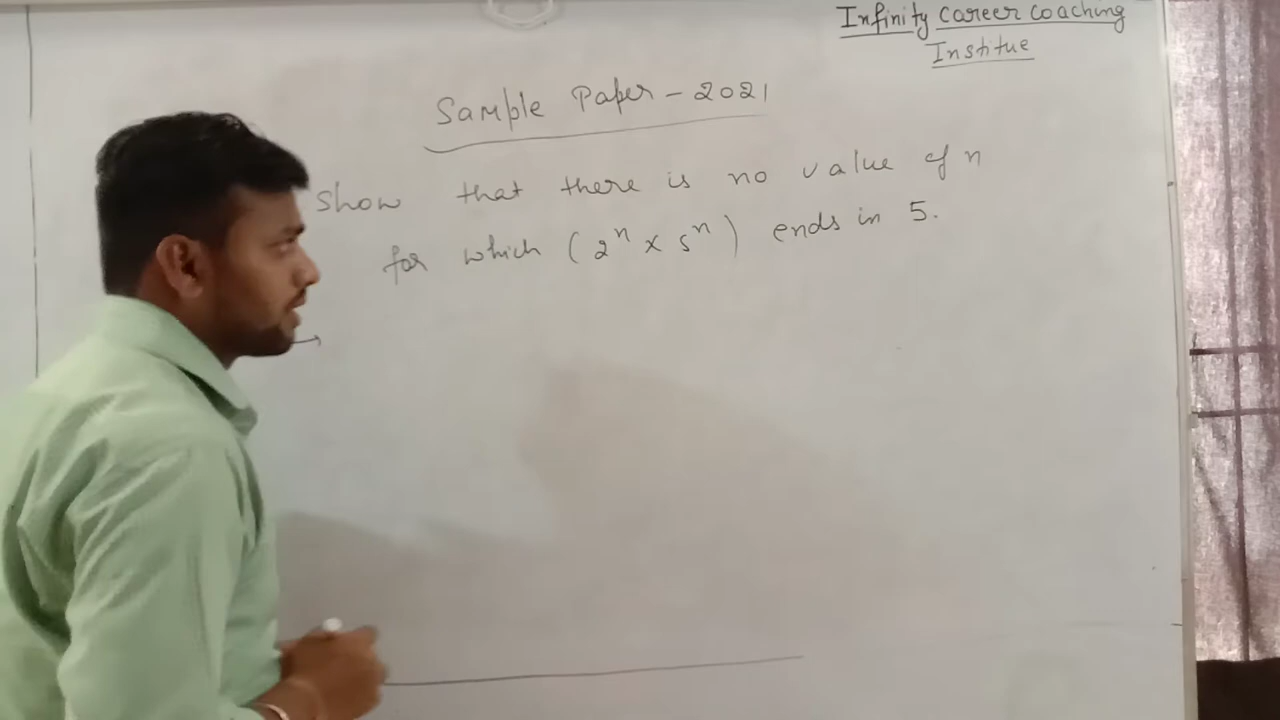 Infinity career coaching
Institue
Sample Paper - 2021
Show that there is no value of n
for which (2ⁿ × 5ⁿ) ends in 5.